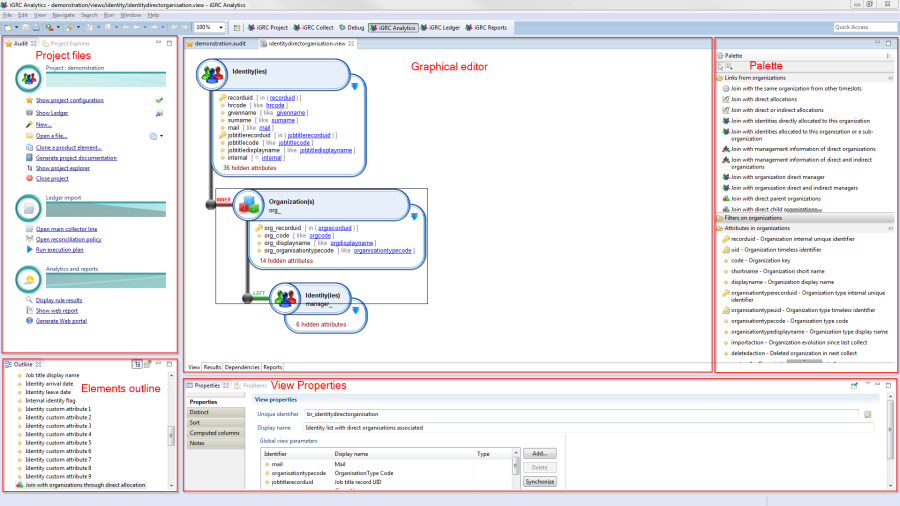 iGRC Analytics - demonstration/views/identity/identitydirectorganisation.view - iGRC Analytics
File Edit View Navigate Search Run Window Help
100%
iGRC Project
iGRC Collect
Debug
iGRC Analytics
iGRC Ledger
iGRC Reports
Quick Access
Audit
Project Explorer
Project files
Project : demonstration
Show project configuration
Show Ledger
New...
Open a file...
Clone a product element...
Generate project documentation
Show project explorer
Close project
Ledger import
Open main collector line
Open reconciliation policy
Run execution plan
Analytics and reports
Display rule results
Show web report
Generate Web portal
demonstration.audit
identitydirectorganisation.view
Graphical editor
Identity(ies)
recorduid [ in ( recorduid ) ]
hrcode [ like hrcode ]
givenname [ like givenname ]
surname [ like surname ]
mail [ like mail ]
jobtitlerecorduid [ in ( jobtitlerecorduid ) ]
jobtitlecode [ like jobtitlecode ]
jobtitledisplayname [ like jobtitledisplayname ]
internal [ = internal ]
36 hidden attributes
INNER
Organization(s)
org_
org_recorduid [ in ( orgrecorduid ) ]
org_code [ like orgcode ]
org_displayname [ like orgdisplayname ]
org_organisationtypecode [ like organisationtypecode ]
14 hidden attributes
LEFT
Identity(ies)
manager_
6 hidden attributes
View Results Dependencies Reports
Palette
Palette
Links from organizations
Join with the same organization from other timeslots
Join with direct allocations
Join with direct or indirect allocations
Join with identities directly allocated to this organization
Join with identities allocated to this organization or a sub-
organization
Join with management information of direct organizations
Join with management information of direct and indirect
organizations
Join with organization direct manager
Join with organization direct and indirect managers
Join with direct parent organizations
Join with direct child organizations
Filters on organizations
Attributes in organizations
recorduid - Organization internal unique identifier
uid - Organization timeless identifier
code - Organization key
shortname - Organization short name
displayname - Organization display name
organisationtyperecorduid - Organization type internal unique
identifier
organisationtypeuid - Organization type timeless identifier
organisationtypecode - Organization type code
organisationtypedisplayname - Organization type display name
importaction - Organization evolution since last collect
deletedaction - Deleted organization in next collect
Outline
Elements outline
Job title display name
Identity arrival date
Identity leave date
Internal identity flag
Identity custom attribute 1
Identity custom attribute 2
Identity custom attribute 3
Identity custom attribute 4
Identity custom attribute 5
Identity custom attribute 6
Identity custom attribute 7
Identity custom attribute 8
Identity custom attribute 9
Join with organizations through direct allocation
Properties
Problems
View Properties
Properties
Distinct
Sort
Computed columns
Notes
View properties
Unique identifier br_identitydirectorganisation
Display name Identity list with direct organisations associated
Global view parameters
Identifier Display name Type
mail Mail
organisationtypecode OrganisationType Code
jobtitlerecorduid Job title record UID
Add...
Delete
Synchonize